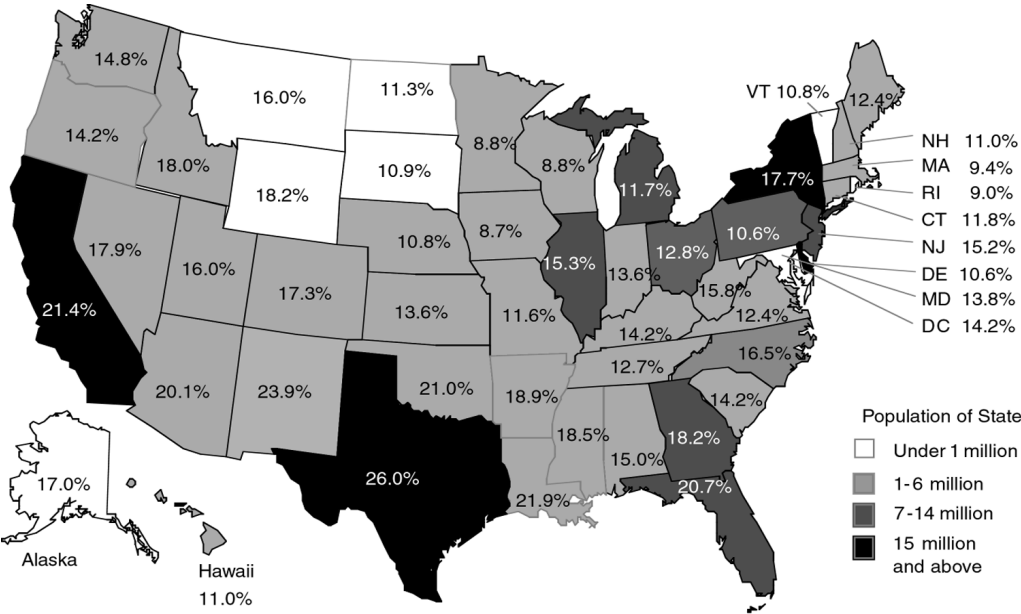 14.8%
16.0%
11.3%
8.8%
VT 10.8%
12.4%
14.2%
18.0%
18.2%
10.9%
8.8%
11.7%
17.7%
NH 11.0%
MA 9.4%
RI 9.0%
CT 11.8%
NJ 15.2%
DE 10.6%
MD 13.8%
DC 14.2%
17.9%
16.0%
10.8%
8.7%
15.3%
13.6%
12.8%
10.6%
21.4%
17.3%
13.6%
11.6%
14.2%
15.8%
12.4%
20.1%
23.9%
21.0%
18.9%
12.7%
16.5%
14.2%
26.0%
21.9%
18.5%
15.0%
18.2%
20.7%
17.0%
Alaska
Hawaii
11.0%
Population of State
Under 1 million
1-6 million
7-14 million
15 million
and above